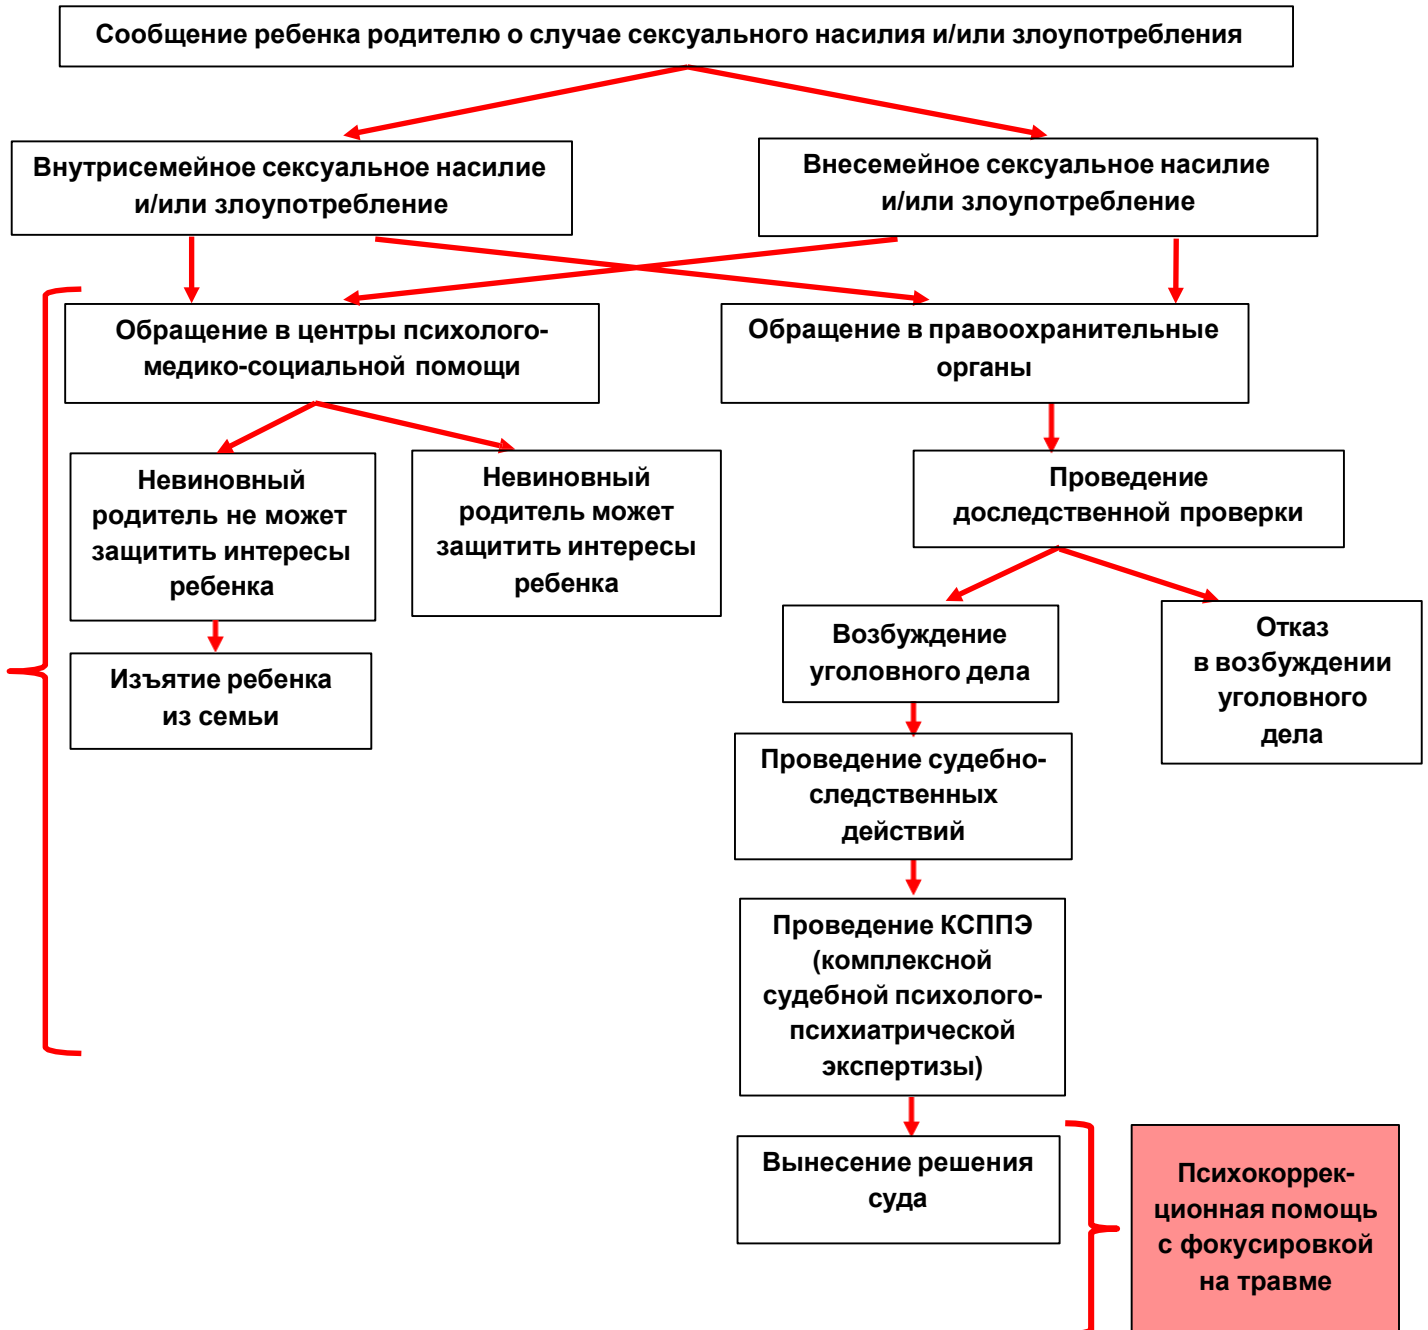 Сообщение ребенка родителю о случае сексуального насилия и/или злоупотребления
Внутрисемейное сексуальное насилие
и/или злоупотребление
Внесемейное сексуальное насилие
и/или злоупотребление
Обращение в центры психолого-
медико-социальной помощи
Обращение в правоохранительные
органы
Невиновный
родитель не может
защитить интересы
ребенка
Невиновный
родитель может
защитить интересы
ребенка
Проведение
доследственной проверки
Изъятие ребенка
из семьи
Возбуждение
уголовного дела
Отказ
в возбуждении
уголовного
дела
Проведение судебно-
следственных
действий
Проведение КСППЭ
(комплексной
судебной психолого-
психиатрической
экспертизы)
Вынесение решения
суда
Психокоррек-
ционная помощь
с фокусировкой
на травме